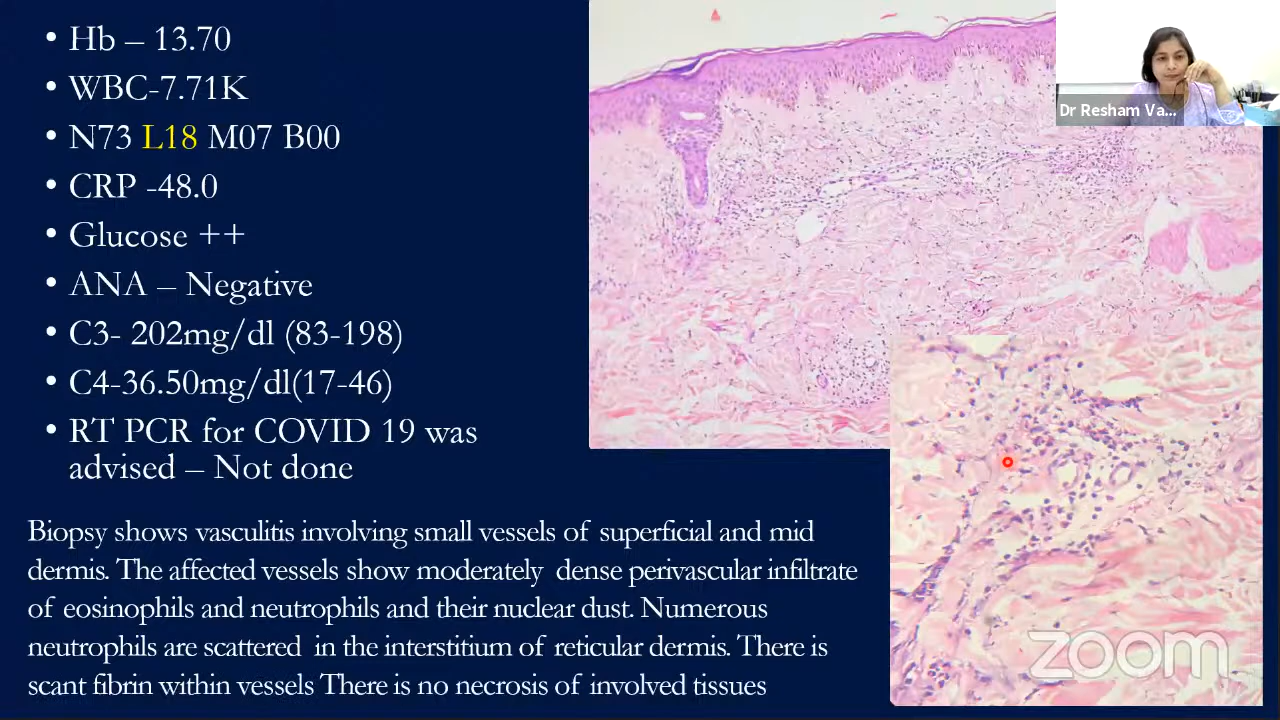 • Hb – 13.70
• WBC-7.71K
• N73 L18 M07 B00
• CRP -48.0
• Glucose ++
• ANA – Negative
• C3- 202mg/dl (83-198)
• C4-36.50mg/dl(17-46)
• RT PCR for COVID 19 was
advised – Not done
Biopsy shows vasculitis involving small vessels of superficial and mid
dermis. The affected vessels show moderately dense perivascular infiltrate
of eosinophils and neutrophils and their nuclear dust. Numerous
neutrophils are scattered in the interstitium of reticular dermis. There is
scant fibrin within vessels There is no necrosis of involved tissues
Dr Resham Va...
zoom